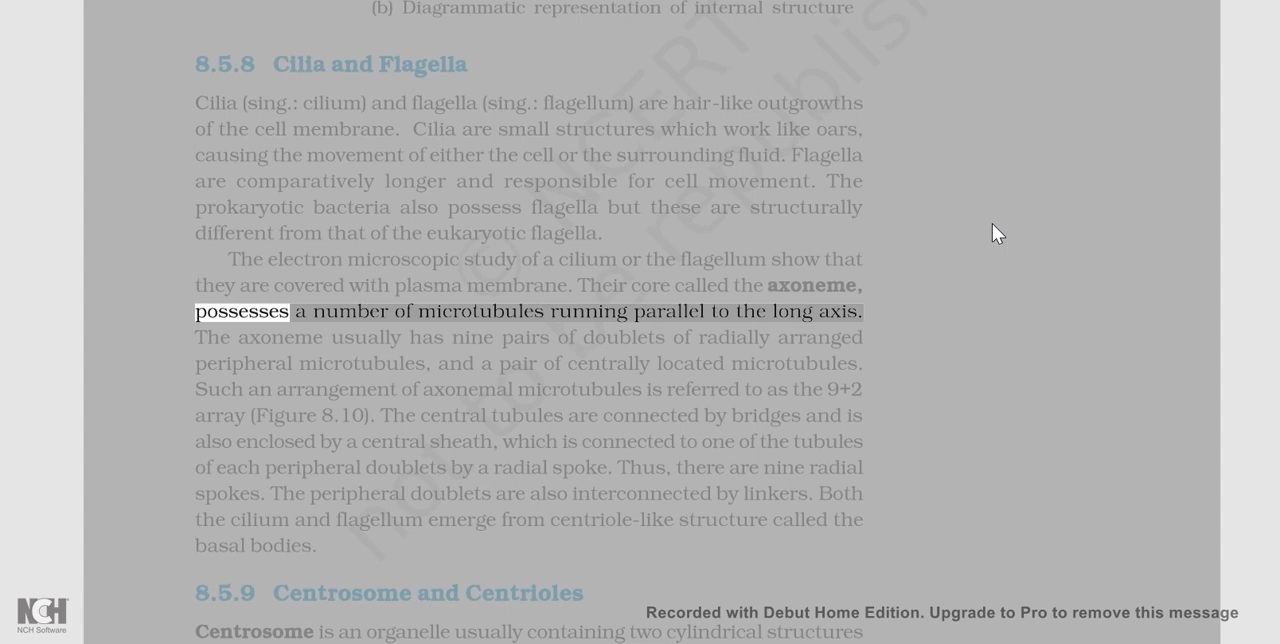 (b) Diagrammatic representation of internal structure
8.5.8 Cilia and Flagella
Cilia (sing.: cilium) and flagella (sing.: flagellum) are hair-like outgrowths
of the cell membrane. Cilia are small structures which work like oars,
causing the movement of either the cell or the surrounding fluid. Flagella
are comparatively longer and responsible for cell movement. The
prokaryotic bacteria also possess flagella but these are structurally
different from that of the eukaryotic flagella.
The electron microscopic study of a cilium or the flagellum show that
they are covered with plasma membrane. Their core called the axoneme,
possesses a number of microtubules running parallel to the long axis.
The axoneme usually has nine pairs of doublets of radially arranged
peripheral microtubules, and a pair of centrally located microtubules.
Such an arrangement of axonemal microtubules is referred to as the 9+2
array (Figure 8.10). The central tubules are connected by bridges and is
also enclosed by a central sheath, which is connected to one of the tubules
of each peripheral doublets by a radial spoke. Thus, there are nine radial
spokes. The peripheral doublets are also interconnected by linkers. Both
the cilium and flagellum emerge from centriole-like structure called the
basal bodies.
8.5.9 Centrosome and Centrioles
Centrosome is an organelle usually containing two cylindrical structures
© NCERT
not to be republish
NCH
NCH Software
Recorded with Debut Home Edition. Upgrade to Pro to remove this message